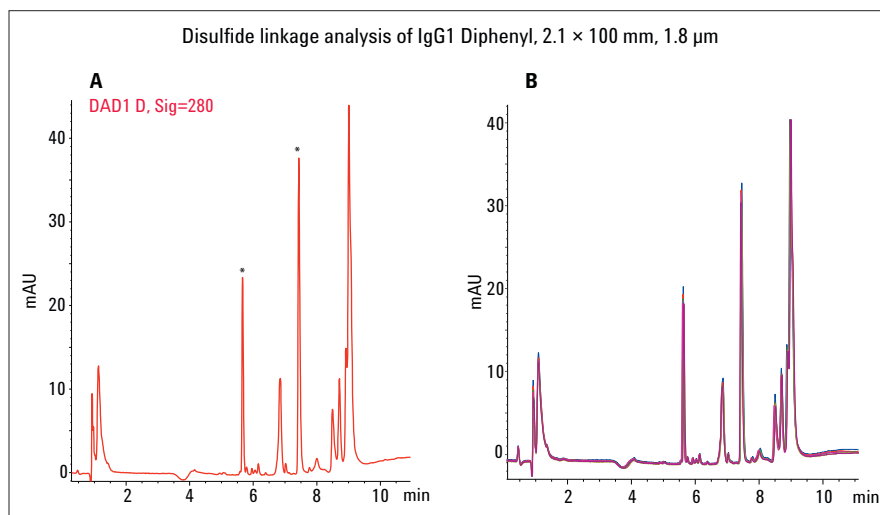 Disulfide linkage analysis of IgG1 Diphenyl, 2.1 × 100 mm, 1.8 µm
A
DAD1 D, Sig=280
*
*
mAU
40
30
20
10
0
2 4 6 8 10 min
B
mAU
40
30
20
10
0
2 4 6 8 10 min